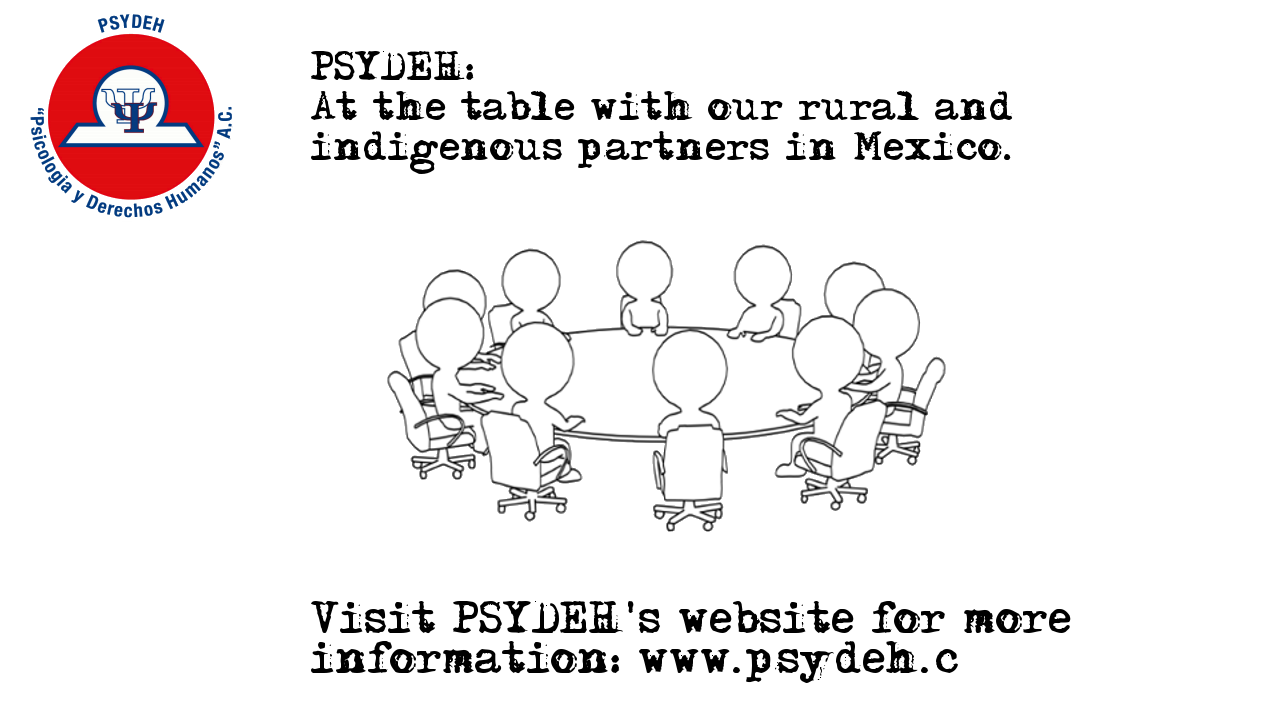 PSYDEH
"Psicología y Derechos Humanos" A.C.
PSYDEH:
At the table with our rural and
indigenous partners in Mexico.
Visit PSYDEH's website for more
information: www.psydeh.c